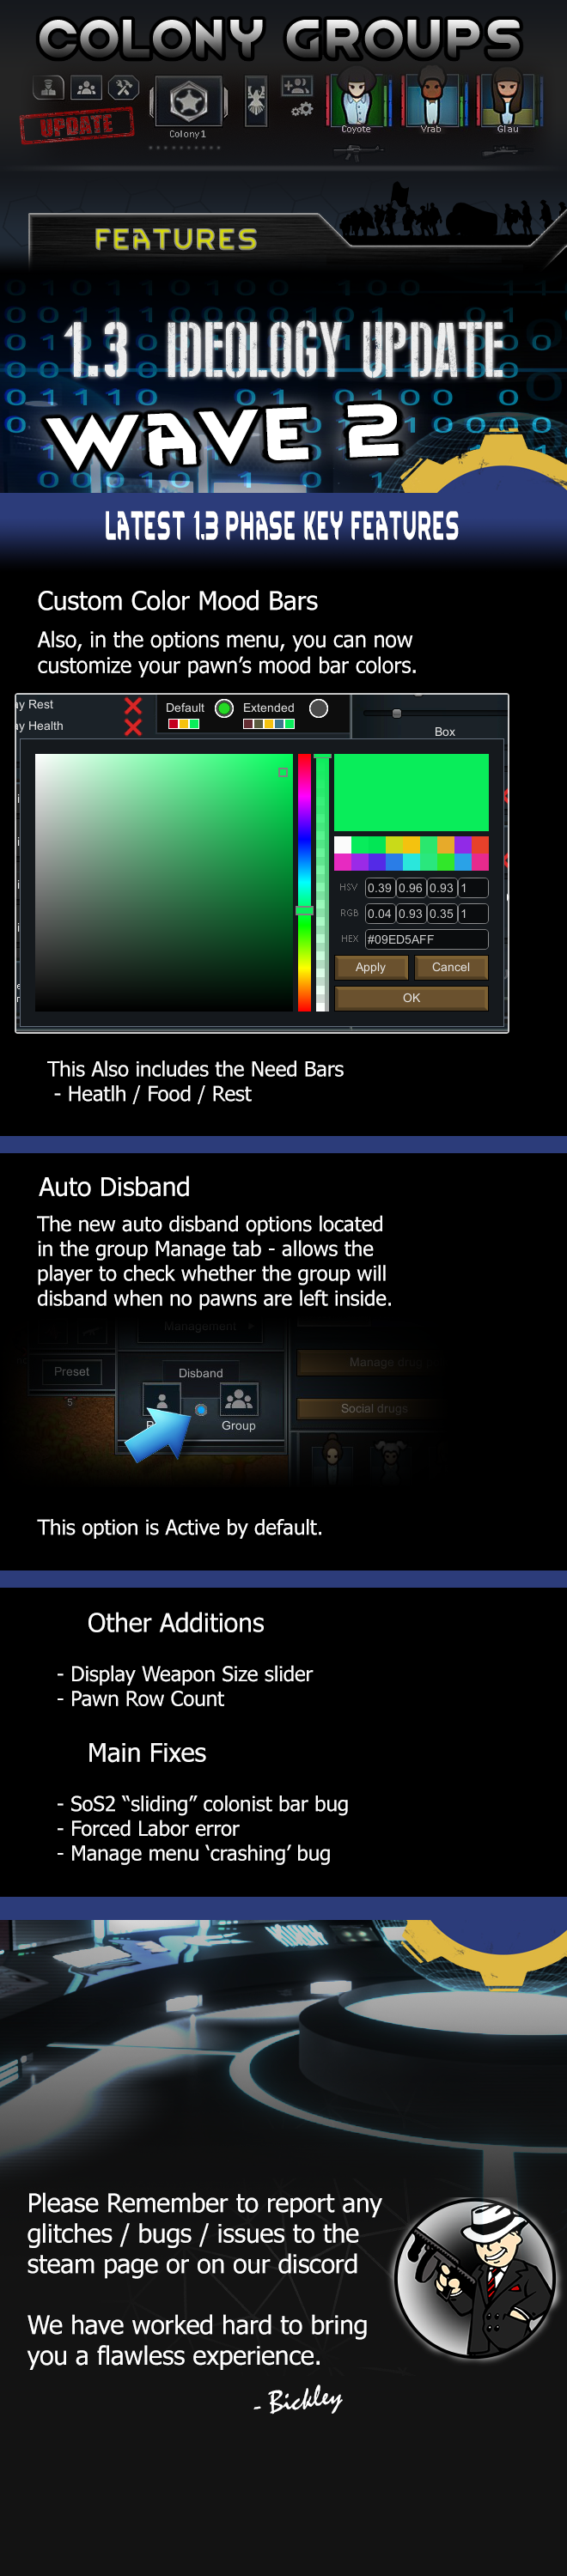 COLONY GROUPS
UPDATE
Colony1
Coyote
Vrab
Glau
FEATURES
1.3 IDEOLOGY UPDATE
WAVE 2
LATEST 1.3 PHASE KEY FEATURES
Custom Color Mood Bars
Also, in the options menu, you can now
customize your pawn's mood bar colors.
ay Rest
Default
Extended
ay Health
Box
HSV 0.39 0.96 0.93 1
RGB 0.04 0.93 0.35 1
HEX #09ED5AFF
Apply Cancel
OK
This Also includes the Need Bars
- Heatlh / Food / Rest
Auto Disband
The new auto disband options located
in the group Manage tab - allows the
player to check whether the group will
disband when no pawns are left inside.
Management
Preset
Disband
Manage drug
5
Group
Social drugs
This option is Active by default.
Other Additions
- Display Weapon Size slider
- Pawn Row Count
Main Fixes
- SoS2 “sliding” colonist bar bug
- Forced Labor error
- Manage menu ‘crashing’ bug
Please Remember to report any
glitches / bugs / issues to the
steam page or on our discord
We have worked hard to bring
you a flawless experience.
- Bickley